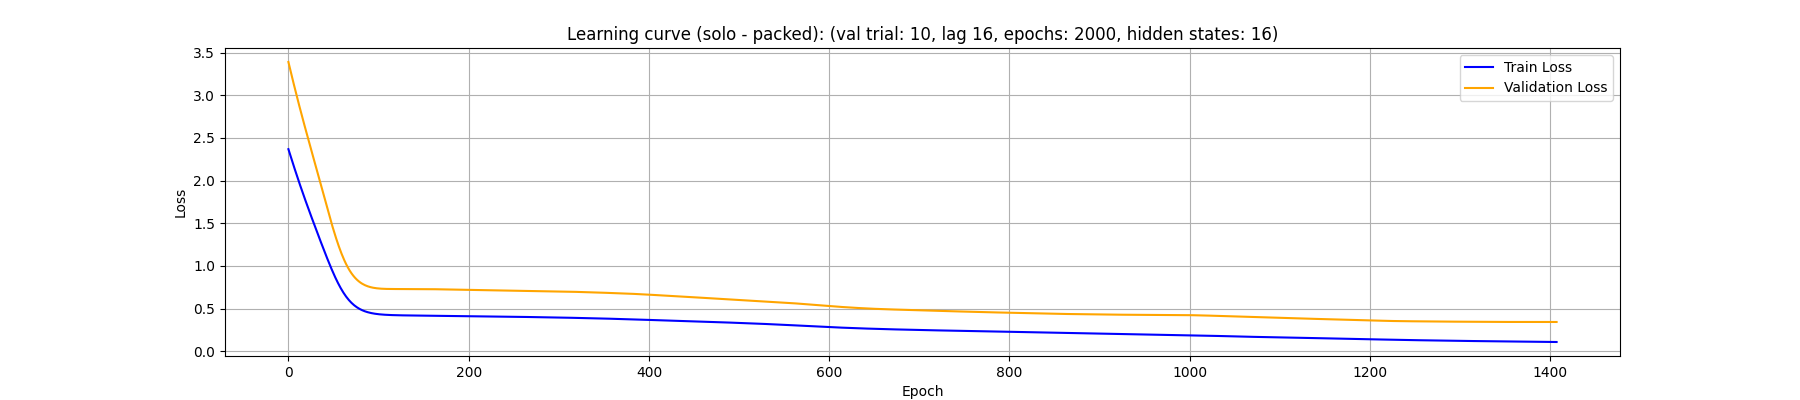 Learning curve (solo - packed): (val trial: 10, lag 16, epochs: 2000, hidden states: 16)
3.5
3.0
2.5
2.0
1.5
1.0
0.5
0.0
Loss
Train Loss
Validation Loss
0 200 400 600 800 1000 1200 1400
Epoch